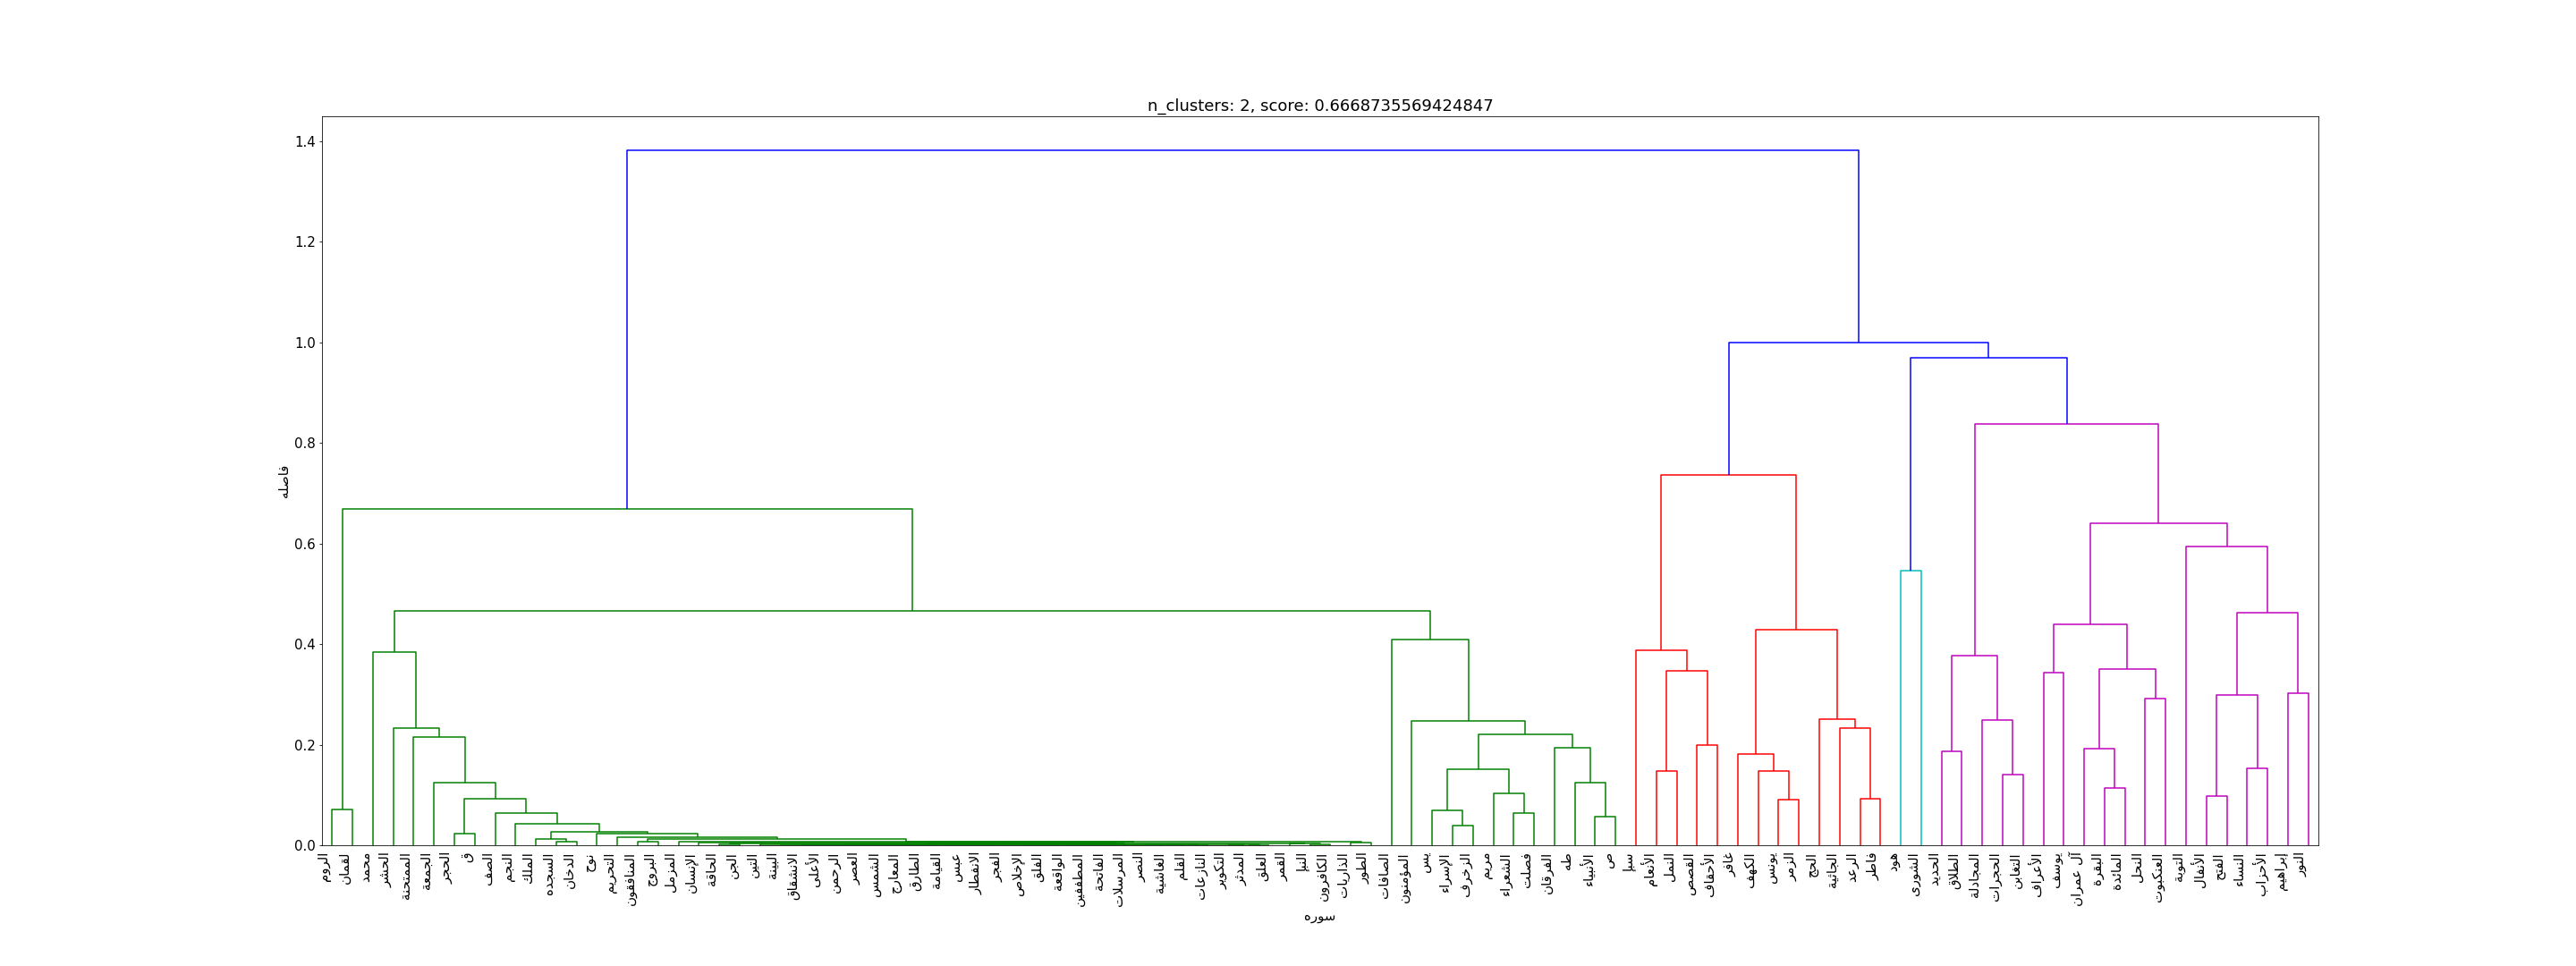 n_clusters: 2, score: 0.6668735569424847
1.4
1.2
1.0
0.8
0.6
0.4
0.2
0.0
فاصله
الروم
لقمان
محمد
الحشر
الممتحنة
الجمعة
الحجر
ق
الصف
النجم
الملك
السجده
الدخان
نوح
التحريم
المنافقون
البروج
المزمل
الإنسان
الحاقة
الجن
التين
البينة
الانشقاق
الأعلى
الرحمن
العصر
الشمس
المعارج
الطارق
القيامة
عبس
الانفطار
الفجر
الإخلاص
الفلق
الواقعة
المطففين
الفاتحة
المرسلات
النصر
الغاشية
القلم
النازعات
التكوير
المدثر
العلق
القمر
النبإ
الكافرون
الذاريات
الطور
الصافات
المؤمنون
يس
الإسراء
الزخرف
مريم
الشعراء
فصلت
الفرقان
طه
الأنبياء
ص
سبإ
الأنعام
النمل
القصص
الأحقاف
غافر
الكهف
يونس
الزمر
الحج
الجاثية
الرعد
فاطر
هود
الشورى
الحديد
الطلاق
المجادلة
الحجرات
التغابن
الأعراف
يوسف
آل عمران
البقرة
المائدة
النحل
العنكبوت
التوبة
الأنفال
الفتح
النساء
الأحزاب
إبراهيم
النور
سوره